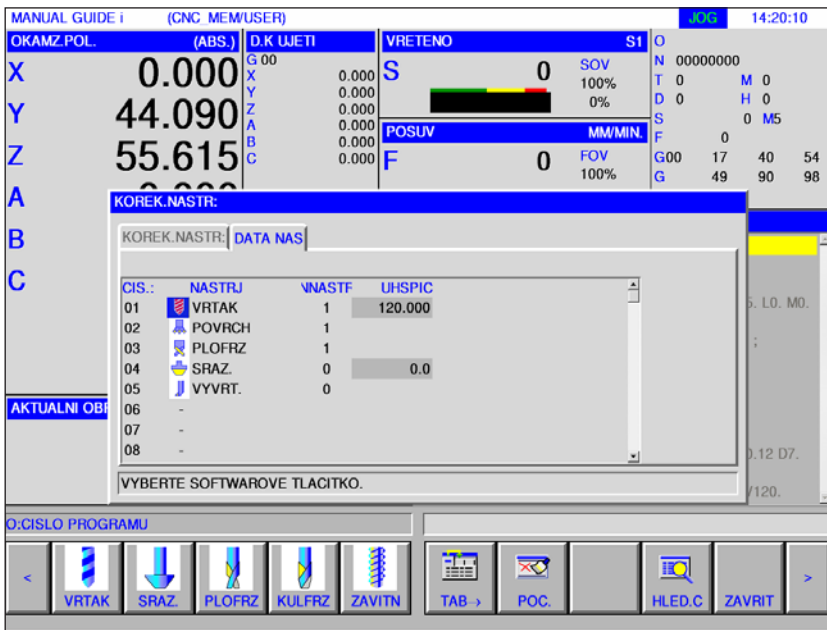 MANUAL GUIDE i (CNC_MEM/USER) JOG 14:20:10
OKAMZ.POL. (ABS.) D.K UJETI VRETENO S1 O
X 0.000
Y 44.090
Z 55.615
A
B
C
G 00
X 0.000
Y 0.000
Z 0.000
A 0.000
B 0.000
C 0.000
S 0 SOV
100%
0%
POSUV MM/MIN.
F 0 FOV
100%
N 00000000
T 0 M 0
D 0 H 0
S 0 M5
F 0
G00 17 40 54
G 49 90 98
KOREK.NASTR:
KOREK.NASTR: DATA NAS
CIS.: NASTRJ UHSPIC
01 VRTAK 1 120.000
02 POVRCH 1
03 PLOFRZ 1
04 SRAZ. 0 0.0
05 VYVRT. 0
06 -
07 -
08 -
L0. M0.
;
D7.
120.
AKTUALNI
VYBERTE SOFTWAROVE TLACITKO.
O:CISLO PROGRAMU
< VRTAK SRAZ. PLOFRZ KULFRZ ZAVITN TAB→ POC. HLED.C ZAVRIT >